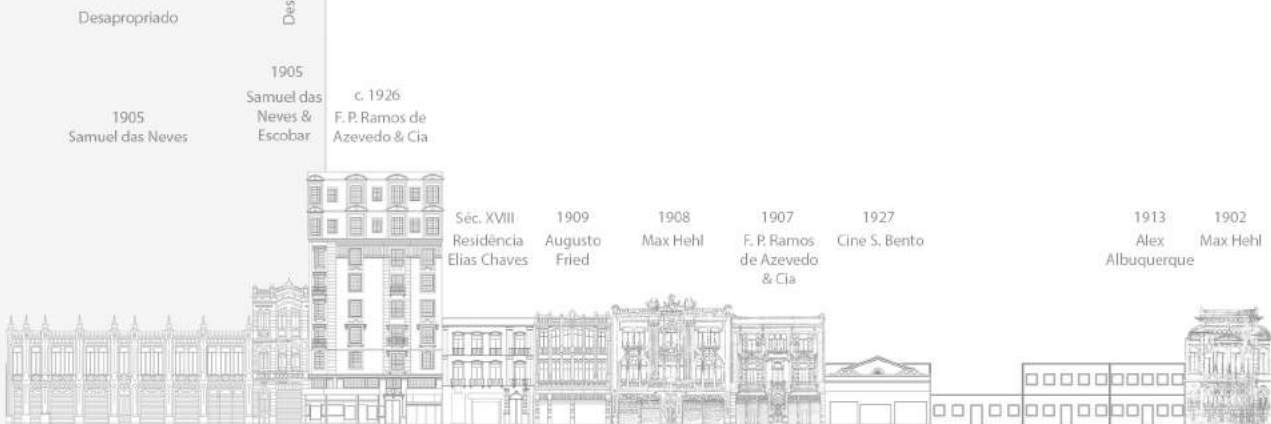 Desapropriado
Des
1905
Samuel das Neves
1905
Samuel das
Neves &
Escobar
c. 1926
F. P. Ramos de
Azevedo & Cia
Séc. XVIII
Residência
Elias Chaves
1909
Augusto
Fried
1908
Max Hehl
1907
F. P. Ramos
de Azevedo
& Cia
1927
Cine S. Bento
1913
Alex
Albuquerque
1902
Max Hehl